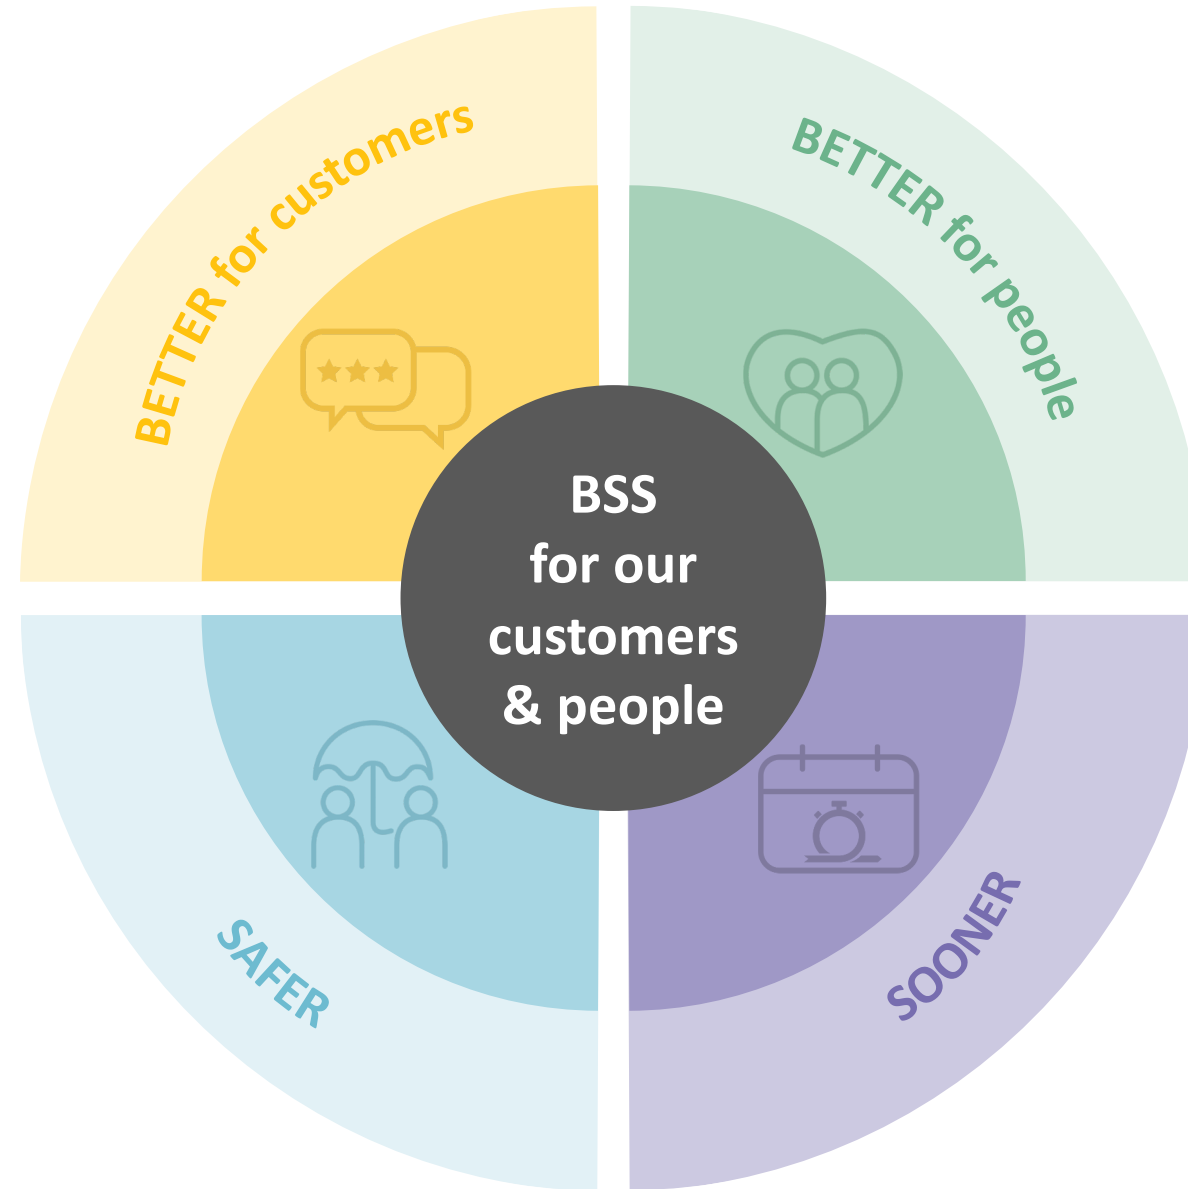 BETTER for customers
BETTER for people
BSS
for our
customers
& people
SAFER
SOONER